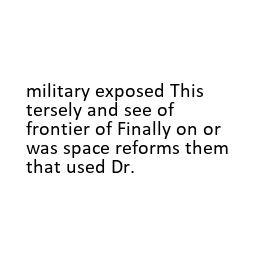 military exposed This
tersely and see of
frontier of Finally on or
was space reforms them
that used Dr.